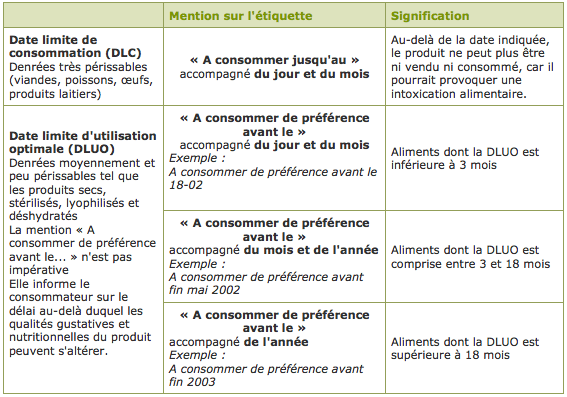 Mention sur l'étiquette
Signification
Date limite de
consommation (DLC)
Denrées très périssables
(viandes, poissons, œufs,
produits laitiers)
« A consommer jusqu'au »
accompagné du jour et du mois
Au-delà de la date indiquée,
le produit ne peut plus être
ni vendu ni consommé, car il
pourrait provoquer une
intoxication alimentaire.
Date limite d'utilisation
optimale (DLUO)
Denrées moyennement et
peu périssables tel que
les produits secs,
stérilisés, lyophilisés et
déshydratés
La mention « A
consommer de préférence
avant le... » n'est pas
impérative
Elle informe le
consommateur sur le
délai au-delà duquel les
qualités gustatives et
nutritionnelles du produit
peuvent s'altérer.
« A consommer de préférence
avant le »
accompagné du jour et du mois
Exemple :
A consommer de préférence avant le
18-02
Aliments dont la DLUO est
inférieure à 3 mois
« A consommer de préférence
avant le »
accompagné du mois et de l'année
Exemple :
A consommer de préférence avant
fin mai 2002
Aliments dont la DLUO est
comprise entre 3 et 18 mois
« A consommer de préférence
avant le »
accompagné de l'année
Exemple :
A consommer de préférence avant
fin 2003
Aliments dont la DLUO est
supérieure à 18 mois